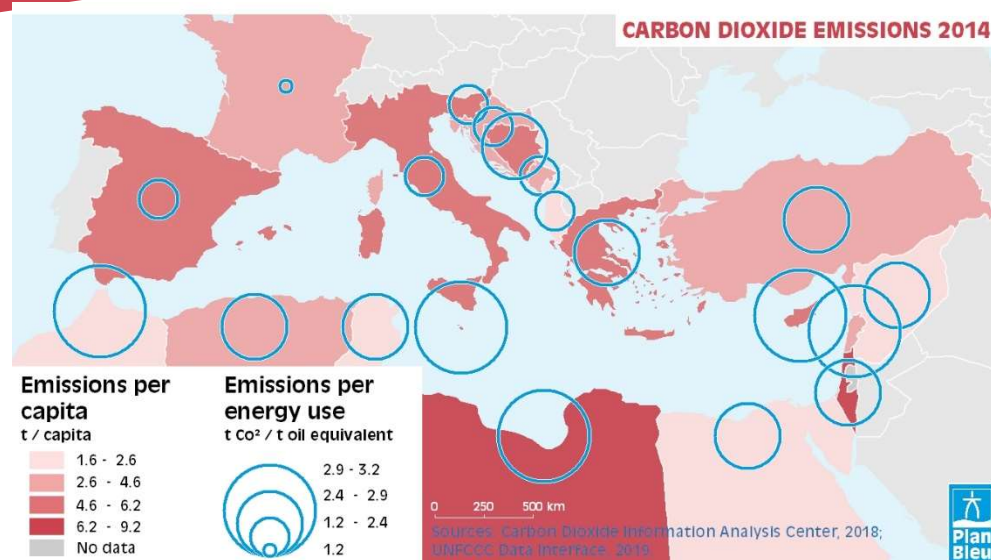 CARBON DIOXIDE EMISSIONS 2014
Emissions per
capita
t / capita
1.6 - 2.6
2.6 - 4.6
4.6 - 6.2
6.2 - 9.2
No data
Emissions per
energy use
t Co² / t oil equivalent
2.9 - 3.2
2.4 - 2.9
1.2 - 2.4
1.2
0 250 500 km
Sources: Carbon Dioxide Information Analysis Center, 2018;
UNFCCC Data Interface, 2019.
Plan
Bleu